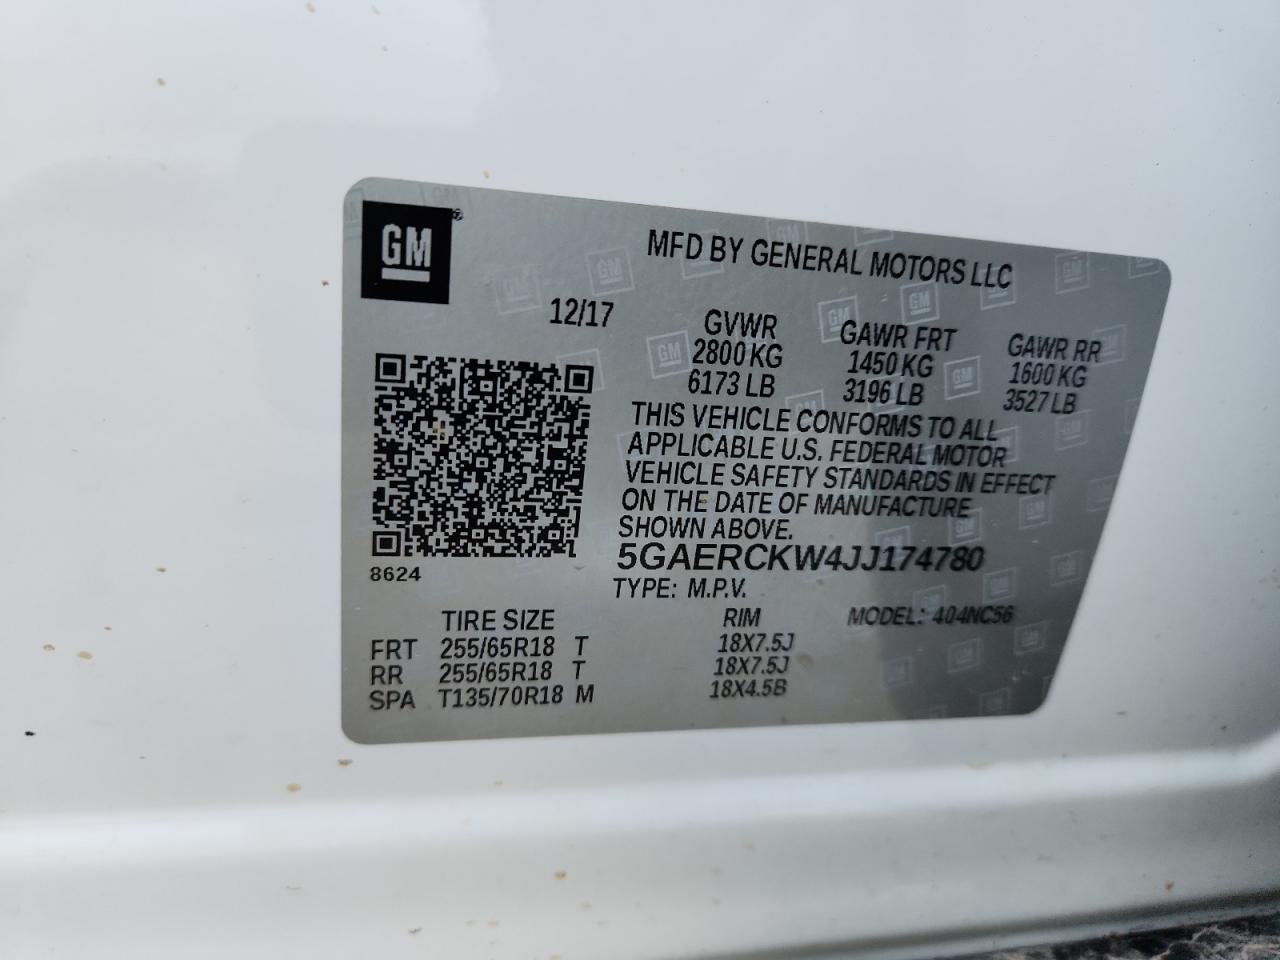 GM®
MFD BY GENERAL MOTORS LLC
12/17
GVWR GAWR FRT GAWR RR
2800 KG 1450 KG 1600 KG
6173 LB 3196 LB 3527 LB
THIS VEHICLE CONFORMS TO ALL
APPLICABLE U.S. FEDERAL MOTOR
VEHICLE SAFETY STANDARDS IN EFFECT
ON THE DATE OF MANUFACTURE
SHOWN ABOVE.
5GAERCKW4JJ174780
8624
TYPE: M.P.V.
TIRE SIZE RIM MODEL: 404NC56
FRT 255/65R18 T 18X7.5J
RR 255/65R18 T 18X7.5J
SPA T135/70R18 M 18X4.5B